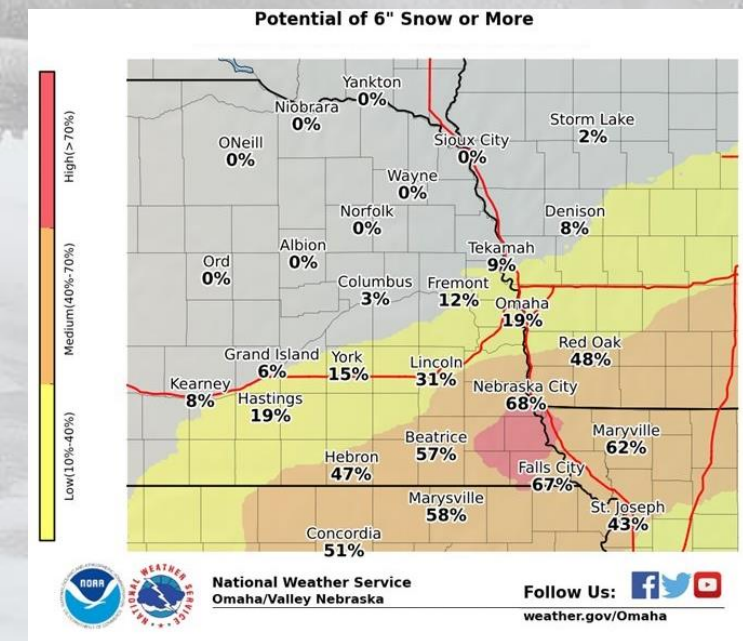 Potential of 6" Snow or More
High(>70%)
Medium(40%-70%)
Low(10%-40%)
Yankton
0%
Niobrara
0%
Storm Lake
2%
ONeill
0%
Sioux City
0%
Wayne
0%
Norfolk
0%
Denison
8%
Albion
0%
Tekamah
9%
Ord
0%
Columbus
3%
Fremont
12%
Omaha
19%
Red Oak
48%
Grand Island
6%
York
15%
Lincoln
31%
Kearney
8%
Hastings
19%
Nebraska City
68%
Beatrice
57%
Maryville
62%
Hebron
47%
Falls City
67%
Marysville
58%
St. Joseph
43%
Concordia
51%
NOAA
NATIONAL WEATHER SERVICE
National Weather Service
Omaha/Valley Nebraska
Follow Us:
weather.gov/Omaha